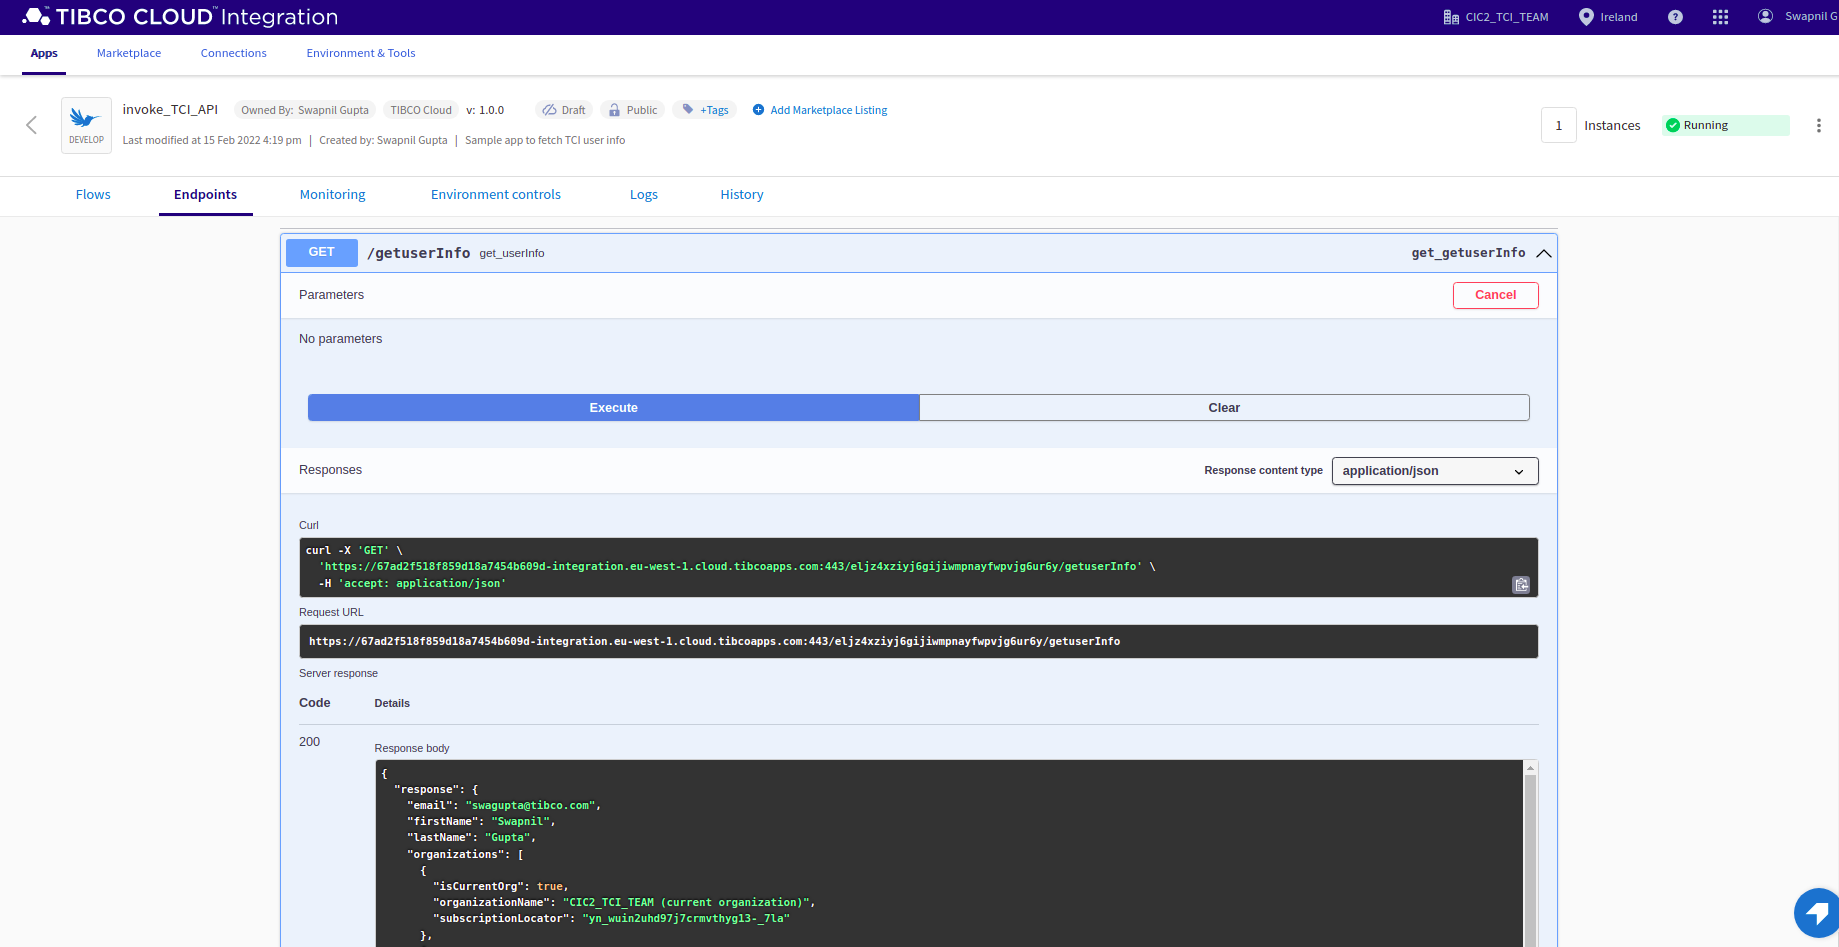 TIBCO CLOUD™ Integration
CIC2_TCI_TEAM
Ireland
?
Swapnil G
Apps
Marketplace
Connections
Environment & Tools
DEVELOP
invoke_TCI_API
Owned By: Swapnil Gupta
TIBCO Cloud
v: 1.0.0
Draft
Public
+Tags
Add Marketplace Listing
Last modified at 15 Feb 2022 4:19 pm | Created by: Swapnil Gupta | Sample app to fetch TCI user info
1
Instances
Running
Flows
Endpoints
Monitoring
Environment controls
Logs
History
GET
/getuserInfo
get_userInfo
get_getuserInfo
Parameters
Cancel
No parameters
Execute
Clear
Responses
Response content type
application/json
Curl
curl -X 'GET' \
'https://67ad2f518f859d18a7454b609d-integration.eu-west-1.cloud.tibcoapps.com:443/eljz4xziyj6gijiwmpnayfwpvjg6ur6y/getuserInfo' \
-H 'accept: application/json'
Request URL
https://67ad2f518f859d18a7454b609d-integration.eu-west-1.cloud.tibcoapps.com:443/eljz4xziyj6gijiwmpnayfwpvjg6ur6y/getuserInfo
Server response
Code
Details
200
Response body
{
"response": {
"email": "swagupta@tibco.com",
"firstName": "Swapnil",
"lastName": "Gupta",
"organizations": [
{
"isCurrentOrg": true,
"organizationName": "CIC2_TCI_TEAM (current organization)",
"subscriptionLocator": "yn_wuin2uhd97j7crmvthyg13-_7la"
},